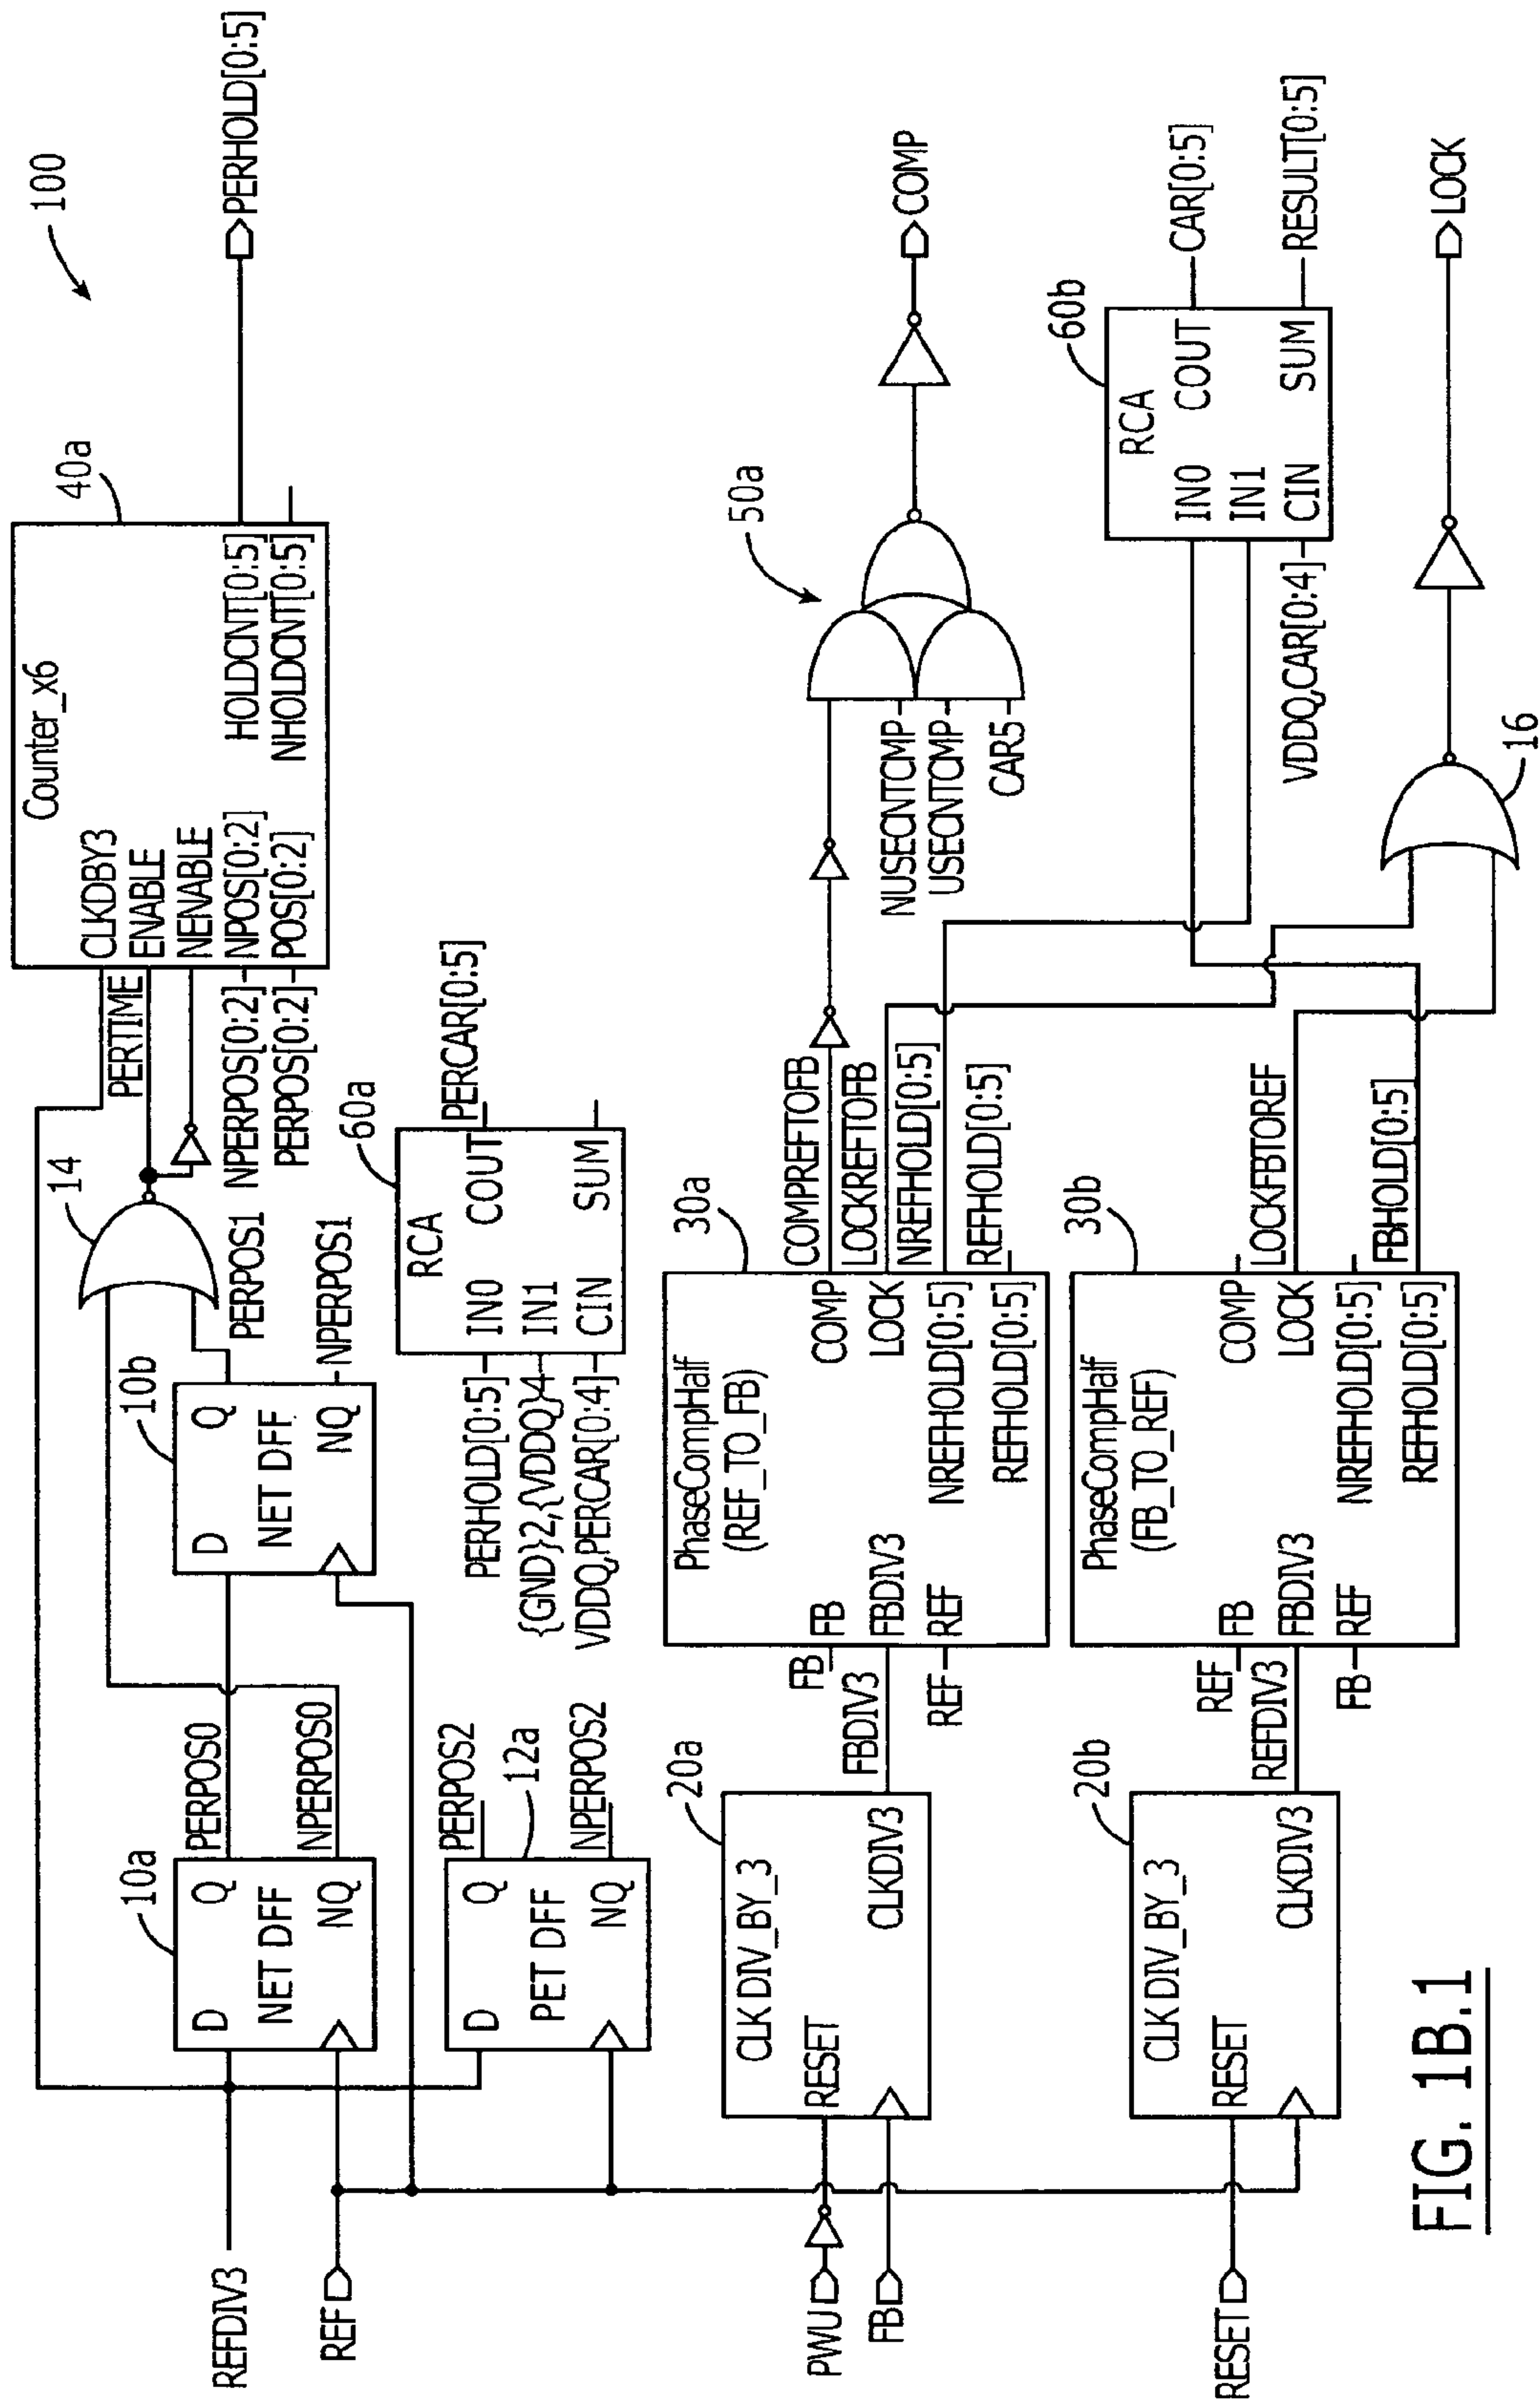 100
PERHOLD[0:5]
40a
Counter_x6
CLKDBY3
ENABLE
NENABLE
NPOS[0:2]
POS[0:2]
HOLDCNT[0:5]
NHOLDCNT[0:5]
PERTIME
NPERPOS[0:2]
PERPOS[0:2]
14
PERPOS1
NPERPOS1
10b
D
Q
NET DFF
NQ
PERPOS0
NPERPOS0
10a
D
Q
NET DFF
NQ
REFDIV3
REF
PERPOS2
12a
NPERPOS2
D
Q
PET DFF
NQ
60a
RCA
IN0
COUT
IN1
CIN
SUM
PERCAR[0:5]
PERHOLD[0:5]
{GND}2,{VDDQ}4
VDDQ,PERCAR[0:4]
20a
CLK DIV_BY_3
RESET
CLKDIV3
PWU
FB
FBDIV3
30a
PhaseCompHalf
(REF_TO_FB)
FB
FBDIV3
REF
COMP
LOCK
NREFHOLD[0:5]
REFHOLD[0:5]
FB
REF
COMPREFTOFB
LOCKREFTOFB
NREFHOLD[0:5]
REFHOLD[0:5]
50a
NUSECNTCMP
USECNTCMP
CAR5
COMP
60b
RCA
IN0
COUT
IN1
CIN
SUM
CAR[0:5]
RESULT[0:5]
VDDQ,CAR[0:4]
20b
CLK DIV_BY_3
RESET
CLKDIV3
RESET
REFDIV3
30b
PhaseCompHalf
(FB_TO_REF)
FB
FBDIV3
REF
COMP
LOCK
NREFHOLD[0:5]
REFHOLD[0:5]
REF
FB
LOCKFBTOREF
FBHOLD[0:5]
16
LOCK
FIG. 1B.1